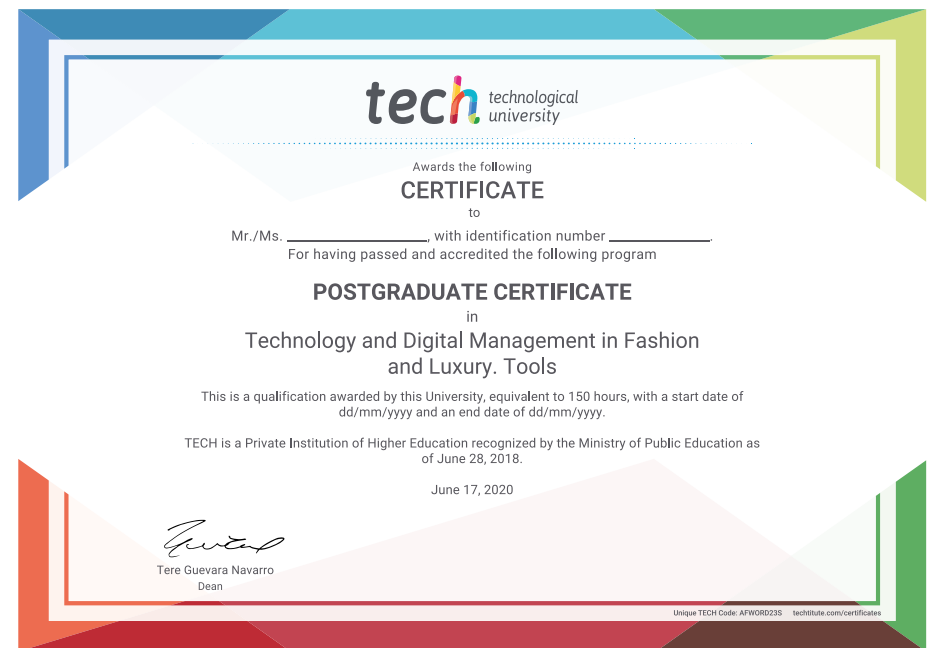 tech technological
university
Awards the following
CERTIFICATE
to
Mr./Ms. ____________________, with identification number ______________.
For having passed and accredited the following program
POSTGRADUATE CERTIFICATE
in
Technology and Digital Management in Fashion
and Luxury. Tools
This is a qualification awarded by this University, equivalent to 150 hours, with a start date of
dd/mm/yyyy and an end date of dd/mm/yyyy.
TECH is a Private Institution of Higher Education recognized by the Ministry of Public Education as
of June 28, 2018.
June 17, 2020
Tere Guevara Navarro
Dean
Unique TECH Code: AFWORD23S techtitute.com/certificates